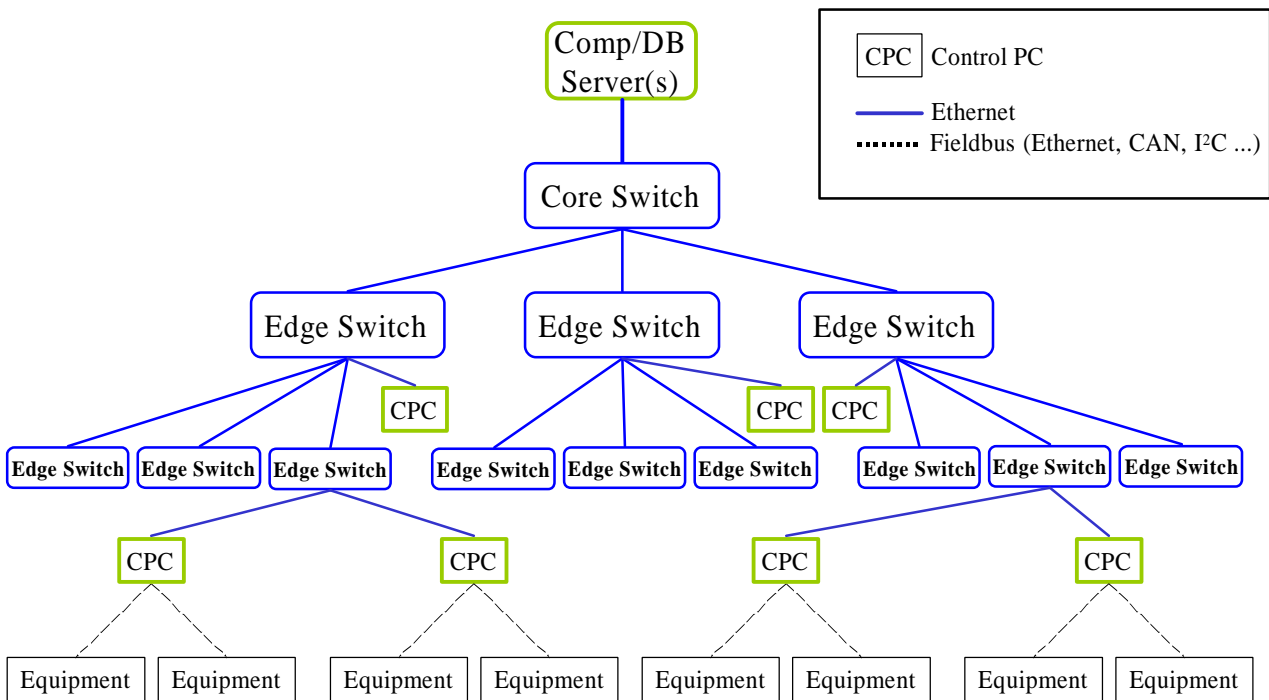 Comp/DB
Server(s)
CPC Control PC
Ethernet
Fieldbus (Ethernet, CAN, I²C ...)
Core Switch
Edge Switch Edge Switch Edge Switch
CPC CPC CPC
Edge Switch Edge Switch Edge Switch Edge Switch Edge Switch Edge Switch Edge Switch Edge Switch Edge Switch
CPC CPC CPC CPC
Equipment Equipment Equipment Equipment Equipment Equipment Equipment Equipment